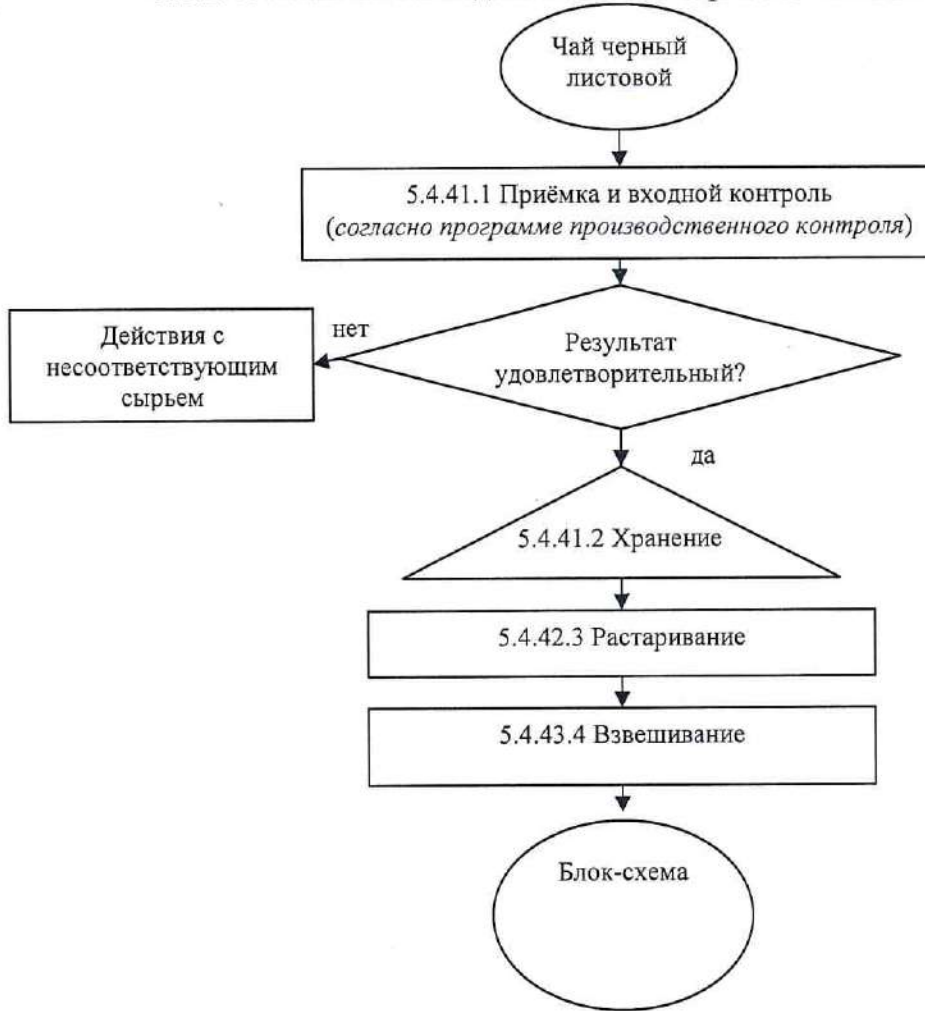 Чай черный
листовой
5.4.41.1 Приёмка и входной контроль
(согласно программе производственного контроля)
Действия с
несоответствующим
сырьем
нет
Результат
удовлетворительный?
да
5.4.41.2 Хранение
5.4.42.3 Растаривание
5.4.43.4 Взвешивание
Блок-схема